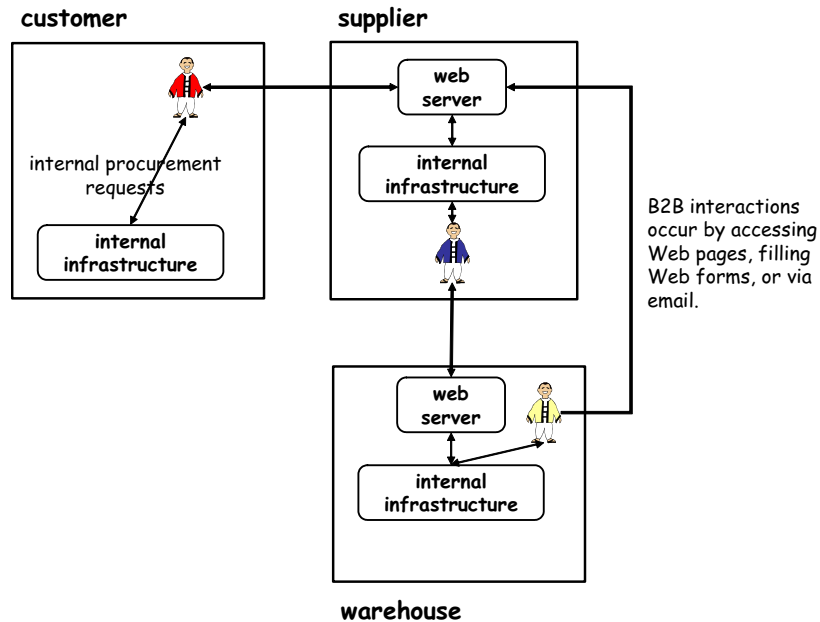 customer
supplier
web
server
internal procurement
requests
internal
infrastructure
internal
infrastructure
B2B interactions
occur by accessing
Web pages, filling
Web forms, or via
email.
web
server
internal
infrastructure
warehouse